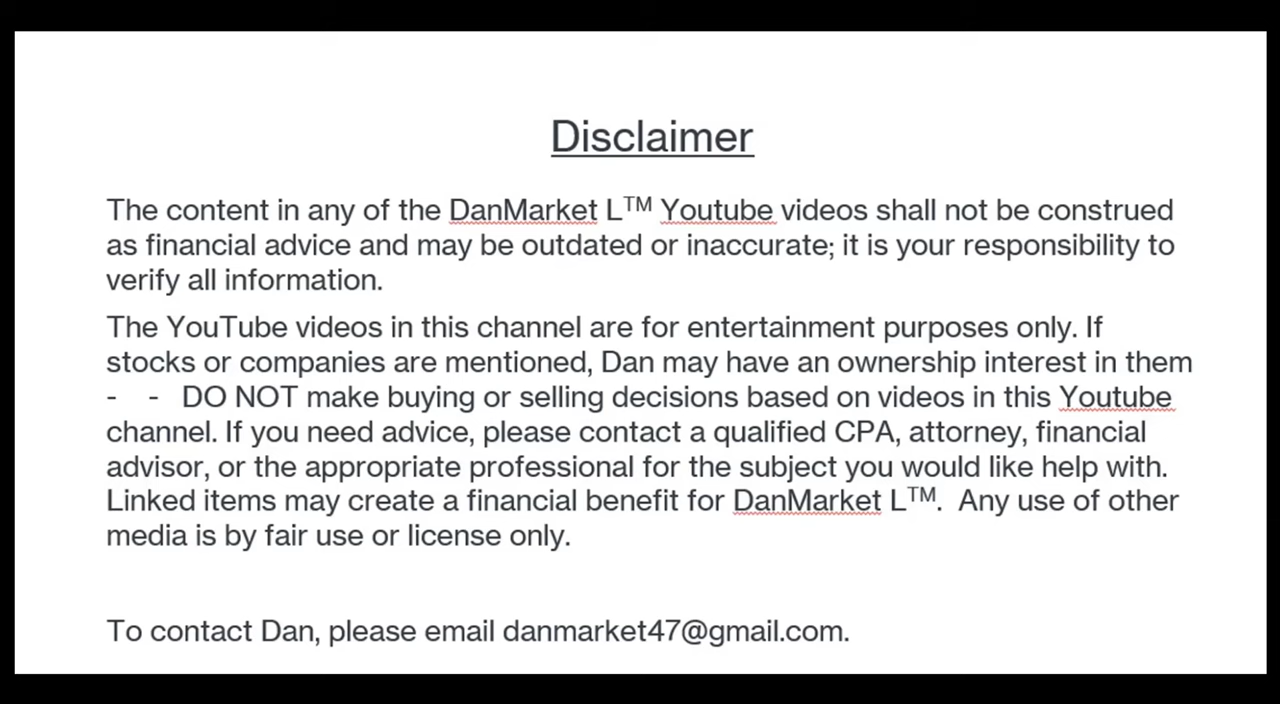 Disclaimer
The content in any of the DanMarket L™ Youtube videos shall not be construed
as financial advice and may be outdated or inaccurate; it is your responsibility to
verify all information.
The YouTube videos in this channel are for entertainment purposes only. If
stocks or companies are mentioned, Dan may have an ownership interest in them
- - DO NOT make buying or selling decisions based on videos in this Youtube
channel. If you need advice, please contact a qualified CPA, attorney, financial
advisor, or the appropriate professional for the subject you would like help with.
Linked items may create a financial benefit for DanMarket L™. Any use of other
media is by fair use or license only.
To contact Dan, please email danmarket47@gmail.com.